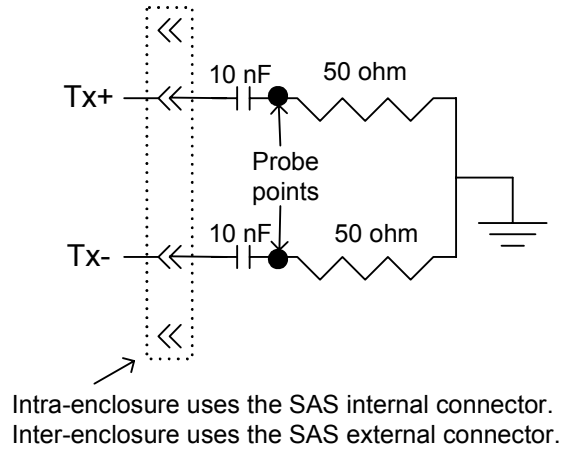 10 nF
50 ohm
Tx+
Probe
points
10 nF
50 ohm
Tx-
Intra-enclosure uses the SAS internal connector.
Inter-enclosure uses the SAS external connector.